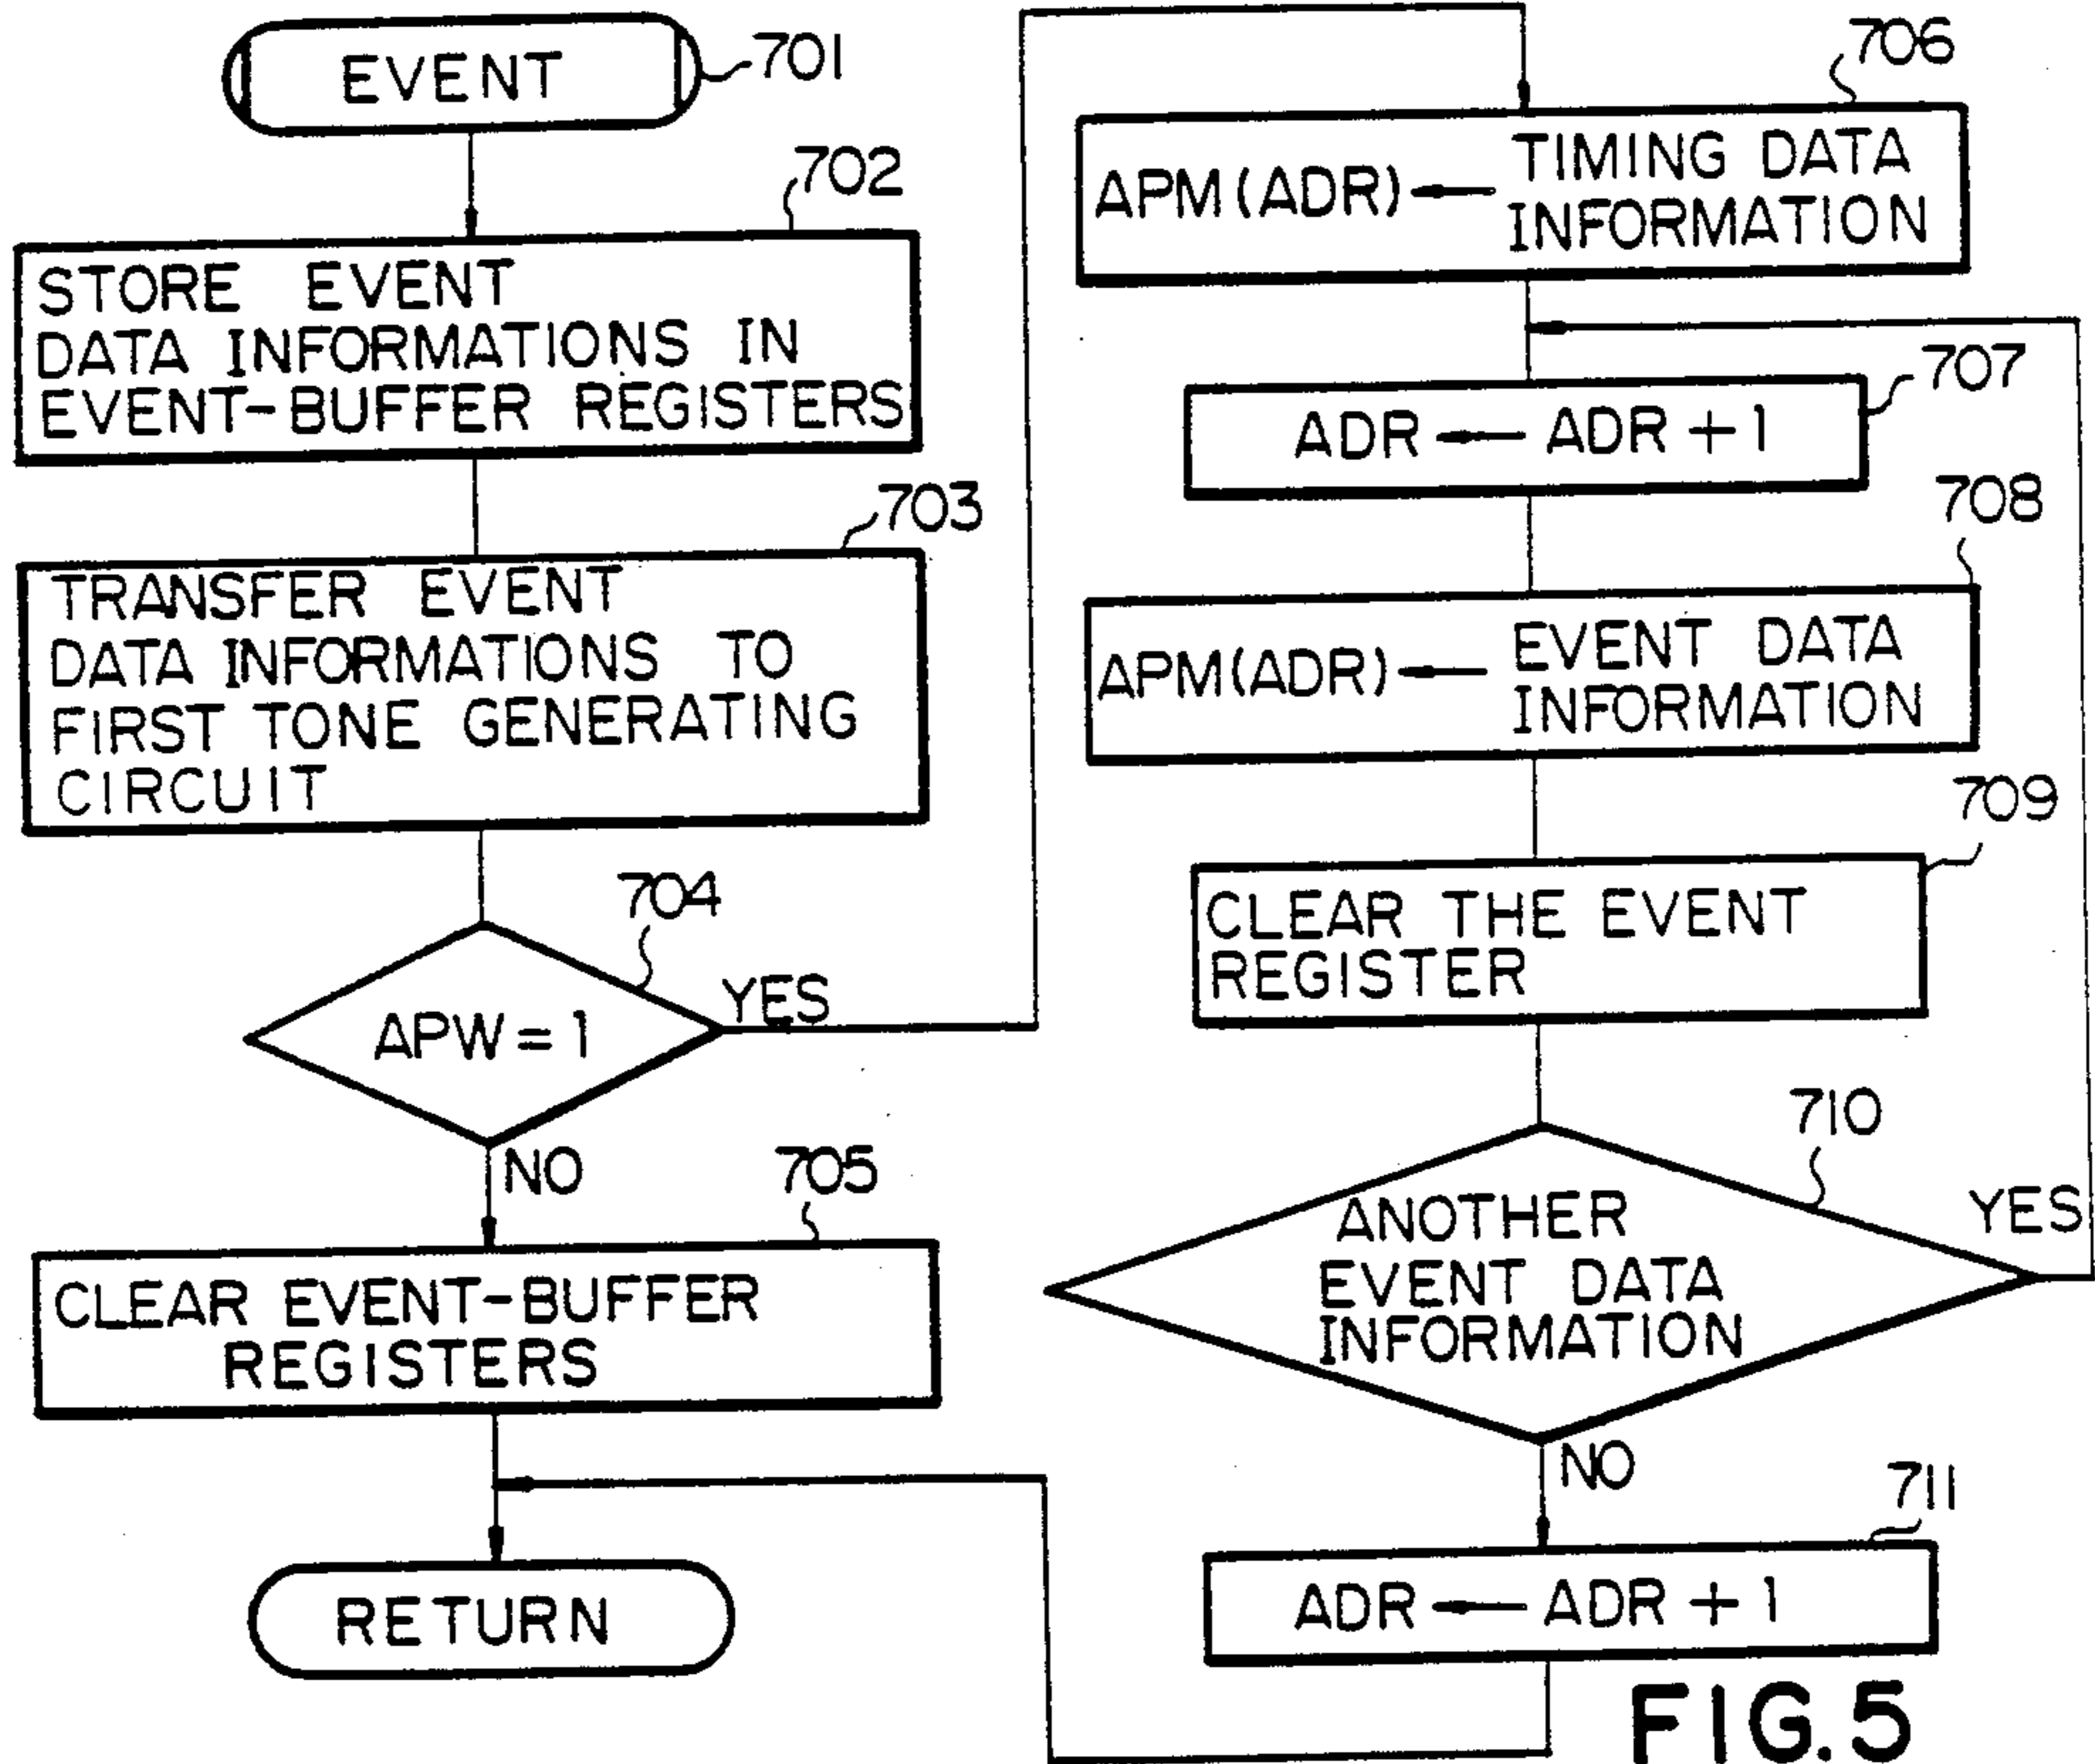 EVENT
701
702
STORE EVENT
DATA INFORMATIONS IN
EVENT-BUFFER REGISTERS
703
TRANSFER EVENT
DATA INFORMATIONS TO
FIRST TONE GENERATING
CIRCUIT
704
APW = 1
YES
NO
705
CLEAR EVENT-BUFFER
REGISTERS
RETURN
706
APM(ADR) ← TIMING DATA
INFORMATION
707
ADR ← ADR + 1
708
APM(ADR) ← EVENT DATA
INFORMATION
709
CLEAR THE EVENT
REGISTER
710
ANOTHER
EVENT DATA
INFORMATION
YES
NO
711
ADR ← ADR + 1
FIG.5